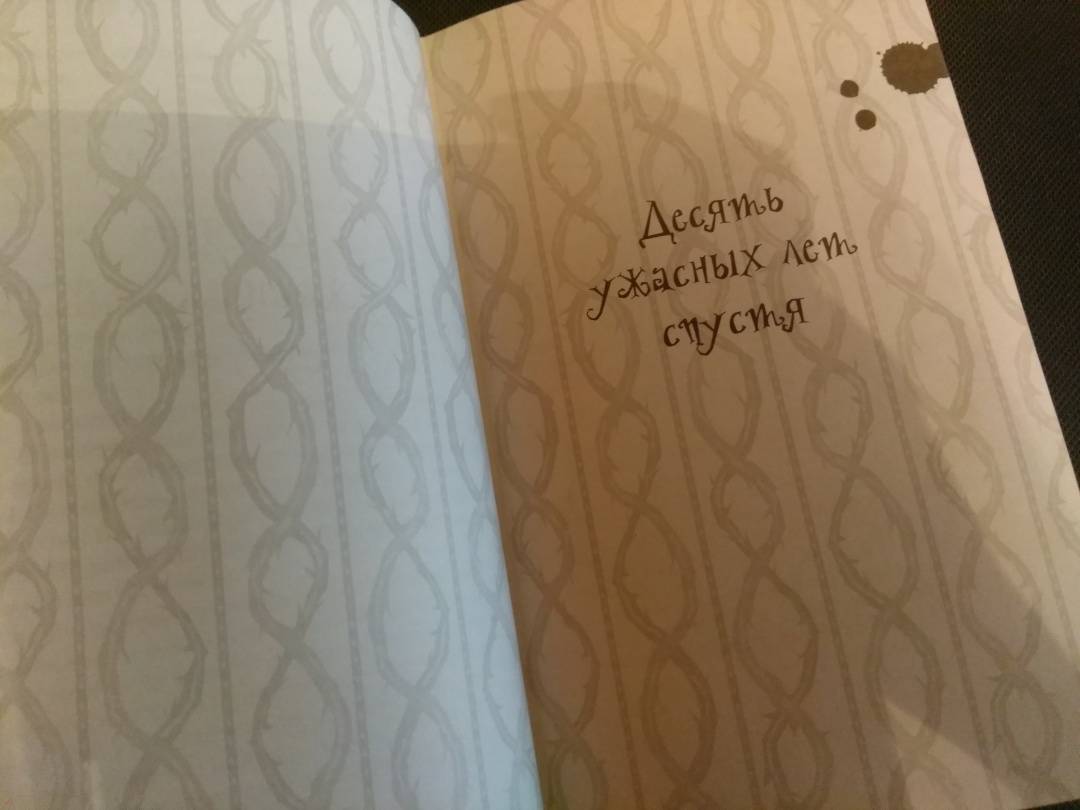 Десять
ужасных лет
спустя